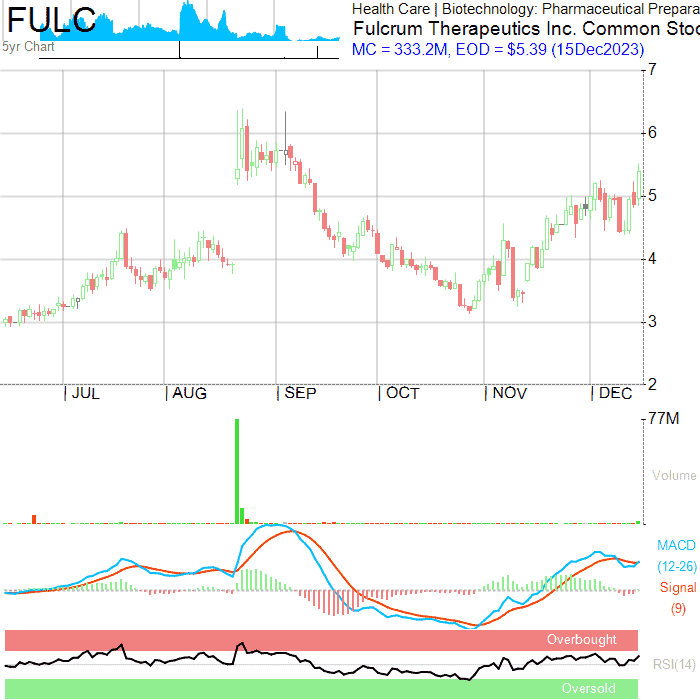 FULC
5yr Chart
Health Care | Biotechnology: Pharmaceutical Prepara
Fulcrum Therapeutics Inc. Common Stoc
MC = 333.2M, EOD = $5.39 (15Dec2023)
7
6
5
4
3
2
JUL AUG SEP OCT NOV DEC
77M
Volume
MACD
(12-26)
Signal
(9)
Overbought
RSI(14)
Oversold